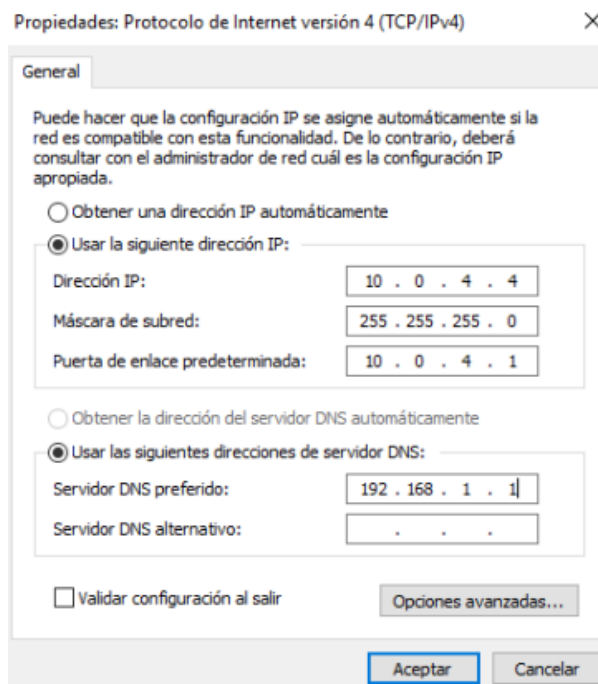 Propiedades: Protocolo de Internet versión 4 (TCP/IPv4)
General
Puede hacer que la configuración IP se asigne automáticamente si la
red es compatible con esta funcionalidad. De lo contrario, deberá
consultar con el administrador de red cuál es la configuración IP
apropiada.
Obtener una dirección IP automáticamente
Usar la siguiente dirección IP:
Dirección IP: 10 . 0 . 4 . 4
Máscara de subred: 255 . 255 . 255 . 0
Puerta de enlace predeterminada: 10 . 0 . 4 . 1
Obtener la dirección del servidor DNS automáticamente
Usar las siguientes direcciones de servidor DNS:
Servidor DNS preferido: 192 . 168 . 1 . 1
Servidor DNS alternativo: . . .
Validar configuración al salir Opciones avanzadas...
Aceptar Cancelar